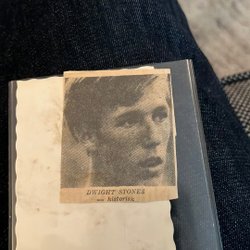 DWIGHT STONES
— historisk